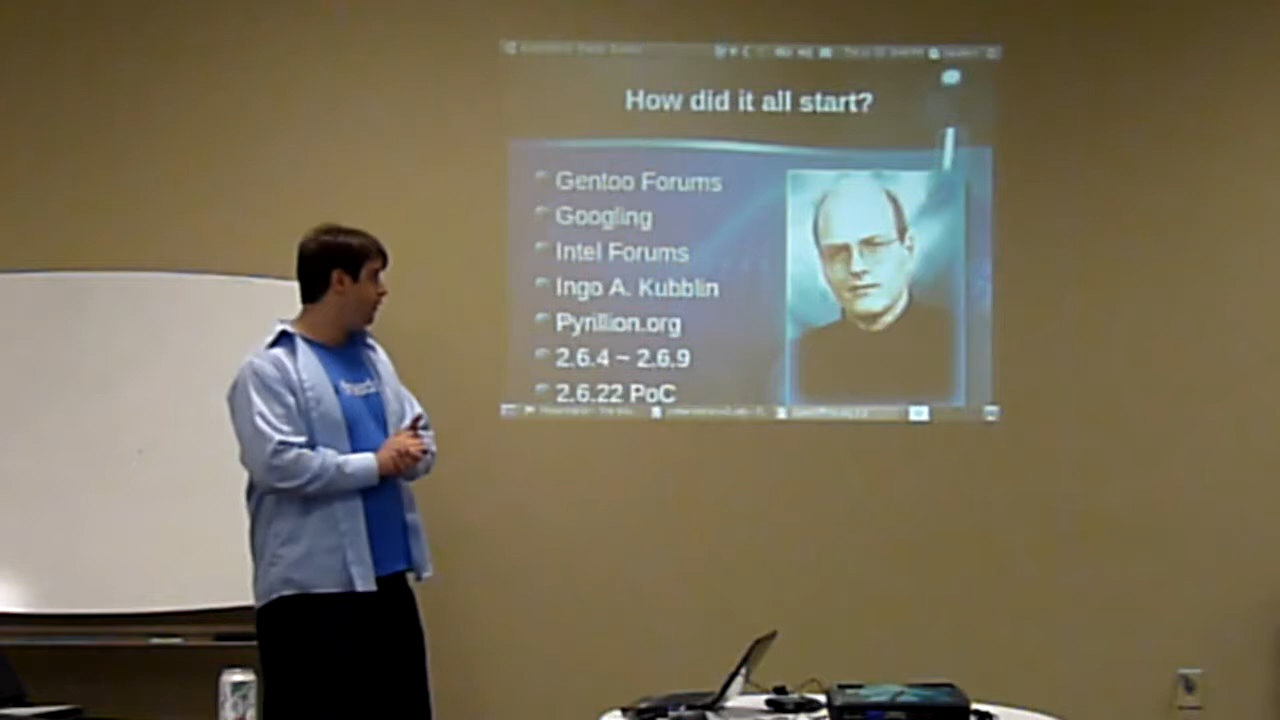 How did it all start?
Gentoo Forums
Googling
Intel Forums
Ingo A. Kubblin
Pyrillion.org
2.6.4 ~ 2.6.9
2.6.22 PoC